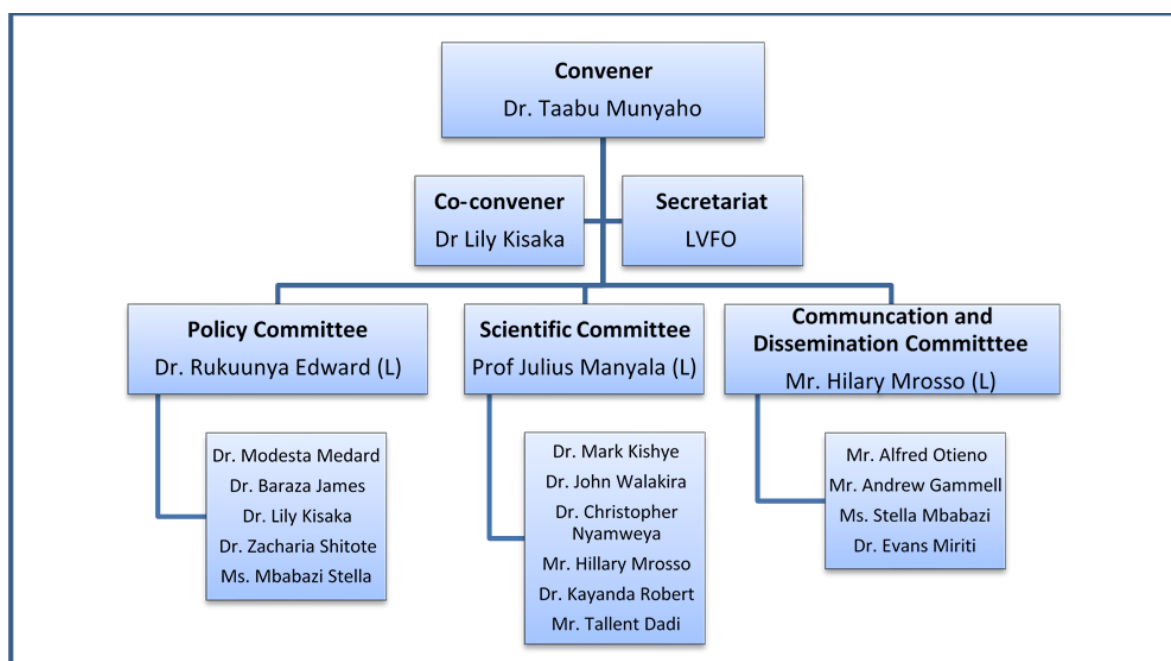 Convener
Dr. Taabu Munyaho
Co-convener
Dr Lily Kisaka
Secretariat
LVFO
Policy Committee
Dr. Rukuunya Edward (L)
Scientific Committee
Prof Julius Manyala (L)
Communcation and
Dissemination Committtee
Mr. Hilary Mrosso (L)
Dr. Modesta Medard
Dr. Baraza James
Dr. Lily Kisaka
Dr. Zacharia Shitote
Ms. Mbabazi Stella
Dr. Mark Kishye
Dr. John Walakira
Dr. Christopher
Nyamweya
Mr. Hillary Mrosso
Dr. Kayanda Robert
Mr. Tallent Dadi
Mr. Alfred Otieno
Mr. Andrew Gammell
Ms. Stella Mbabazi
Dr. Evans Miriti